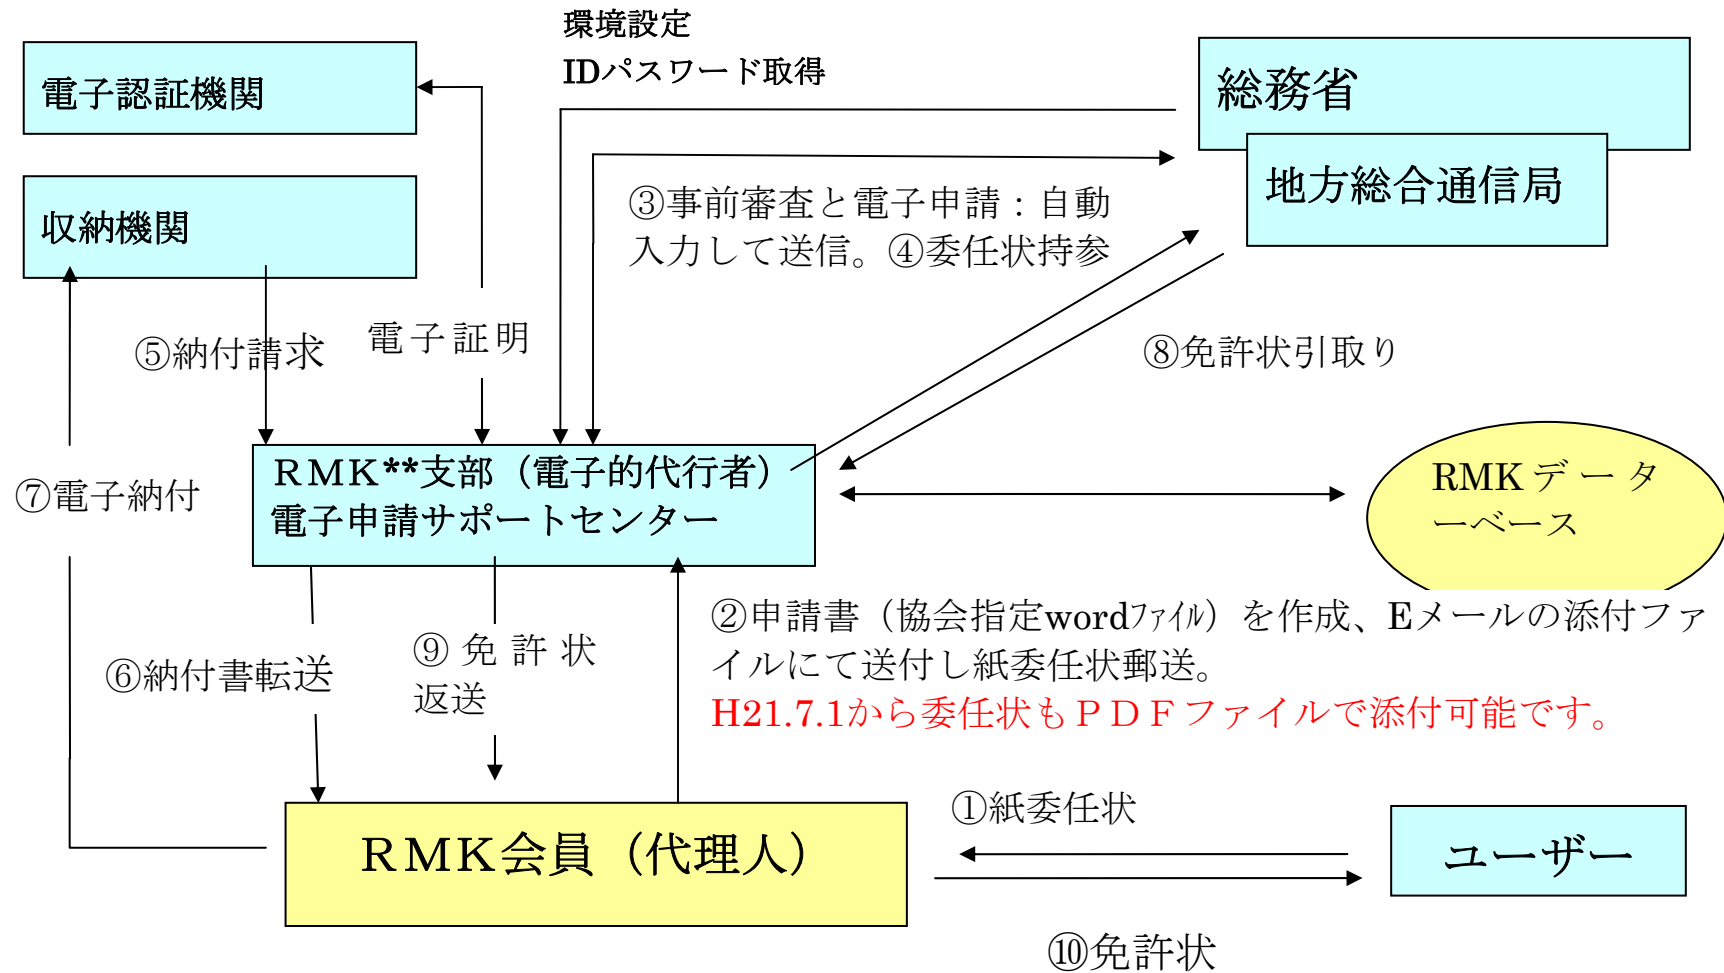 環境設定
IDパスワード取得
電子認証機関
総務省
地方総合通信局
収納機関
③事前審査と電子申請：自動
入力して送信。④委任状持参
⑤納付請求
電子証明
⑧免許状引取り
ＲＭＫ**支部（電子的代行者）
電子申請サポートセンター
RMKデータ
ーベース
⑦電子納付
②申請書（協会指定wordﾌｧｲﾙ）を作成、Eメールの添付ファ
イルにて送付し紙委任状郵送。
H21.7.1から委任状もＰＤＦファイルで添付可能です。
⑥納付書転送
⑨免許状
返送
①紙委任状
ＲＭＫ会員（代理人）
ユーザー
⑩免許状